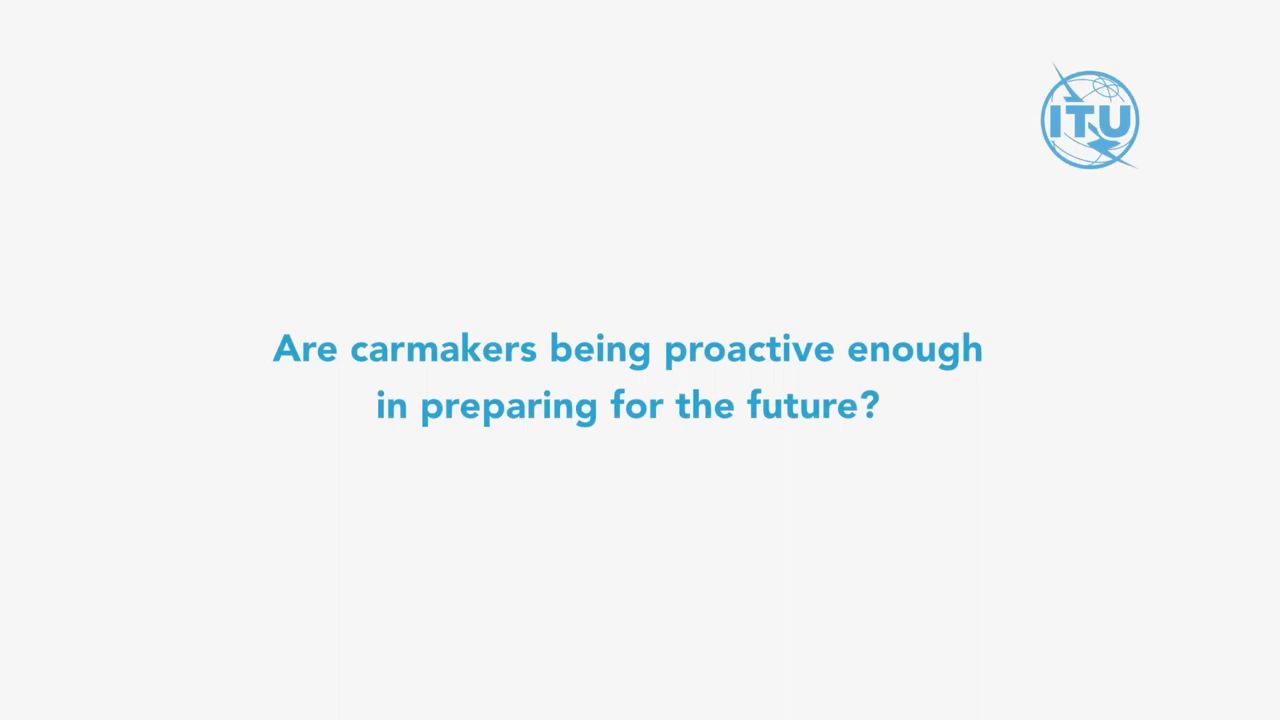 ITU
Are carmakers being proactive enough
in preparing for the future?